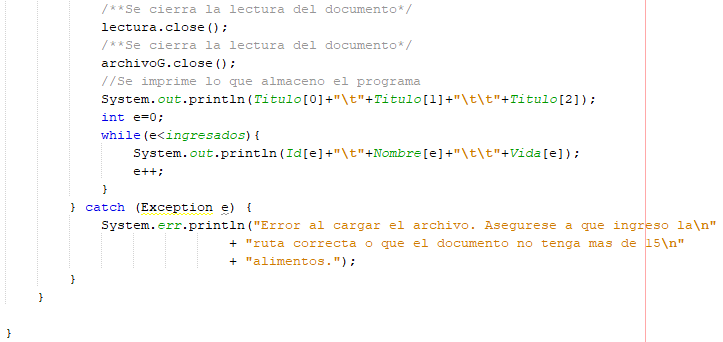 /**Se cierra la lectura del documento*/
lectura.close();
/**Se cierra la lectura del documento*/
archivoG.close();
//Se imprime lo que almaceno el programa
System.out.println(Titulo[0]+"\t"+Titulo[1]+"\t\t"+Titulo[2]);
int e=0;
while(e<ingresados){
System.out.println(Id[e]+"\t"+Nombre[e]+"\t\t"+Vida[e]);
e++;
}
} catch (Exception e) {
System.err.println("Error al cargar el archivo. Asegurese a que ingreso la\n"
+ "ruta correcta o que el documento no tenga mas de 15\n"
+ "alimentos.");
}
}
}